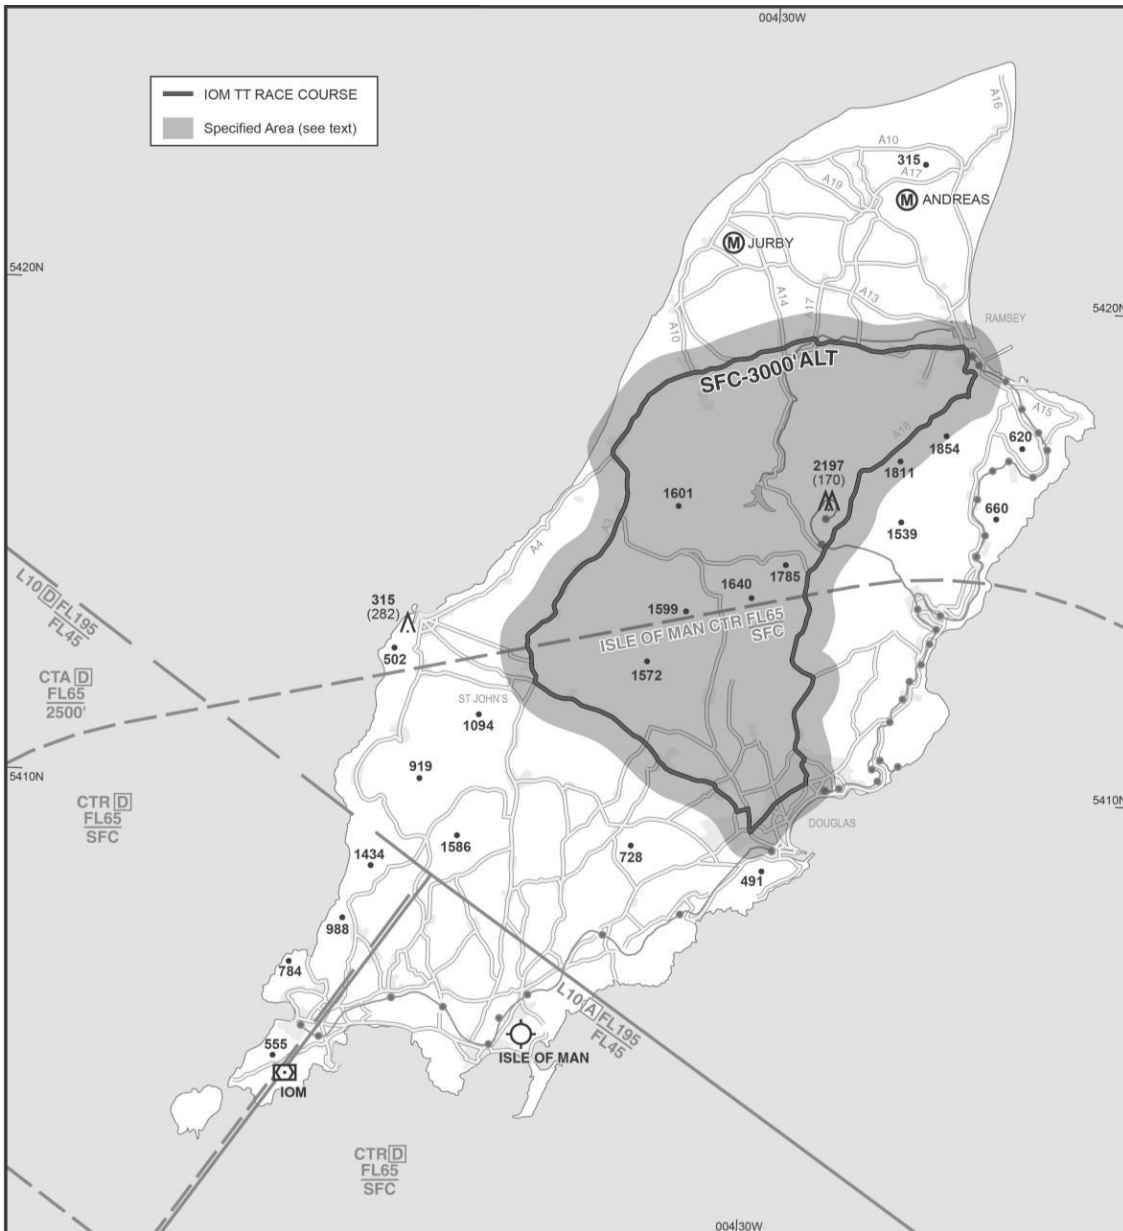 004 30W
IOM TT RACE COURSE
Specified Area (see text)
A16
A10
315
A17
A19
ANDREAS
M
M
JURBY
5420N
A14
A17
A13
A10
5420N
RAMSEY
SFC-3000'ALT
A15
A18
1854
620
2197
(170)
1811
1601
660
1539
A3
A4
1785
1640
L10 D FL195
FL45
315
(282)
1599
ISLE OF MAN CTR FL65
SFC
502
1572
CTA D
FL65
2500'
ST JOHN'S
1094
5410N
919
CTR D
FL65
SFC
5410N
DOUGLAS
1586
728
1434
491
988
784
L10 A FL195
FL45
555
ISLE OF MAN
IOM
CTR D
FL65
SFC
004 30W